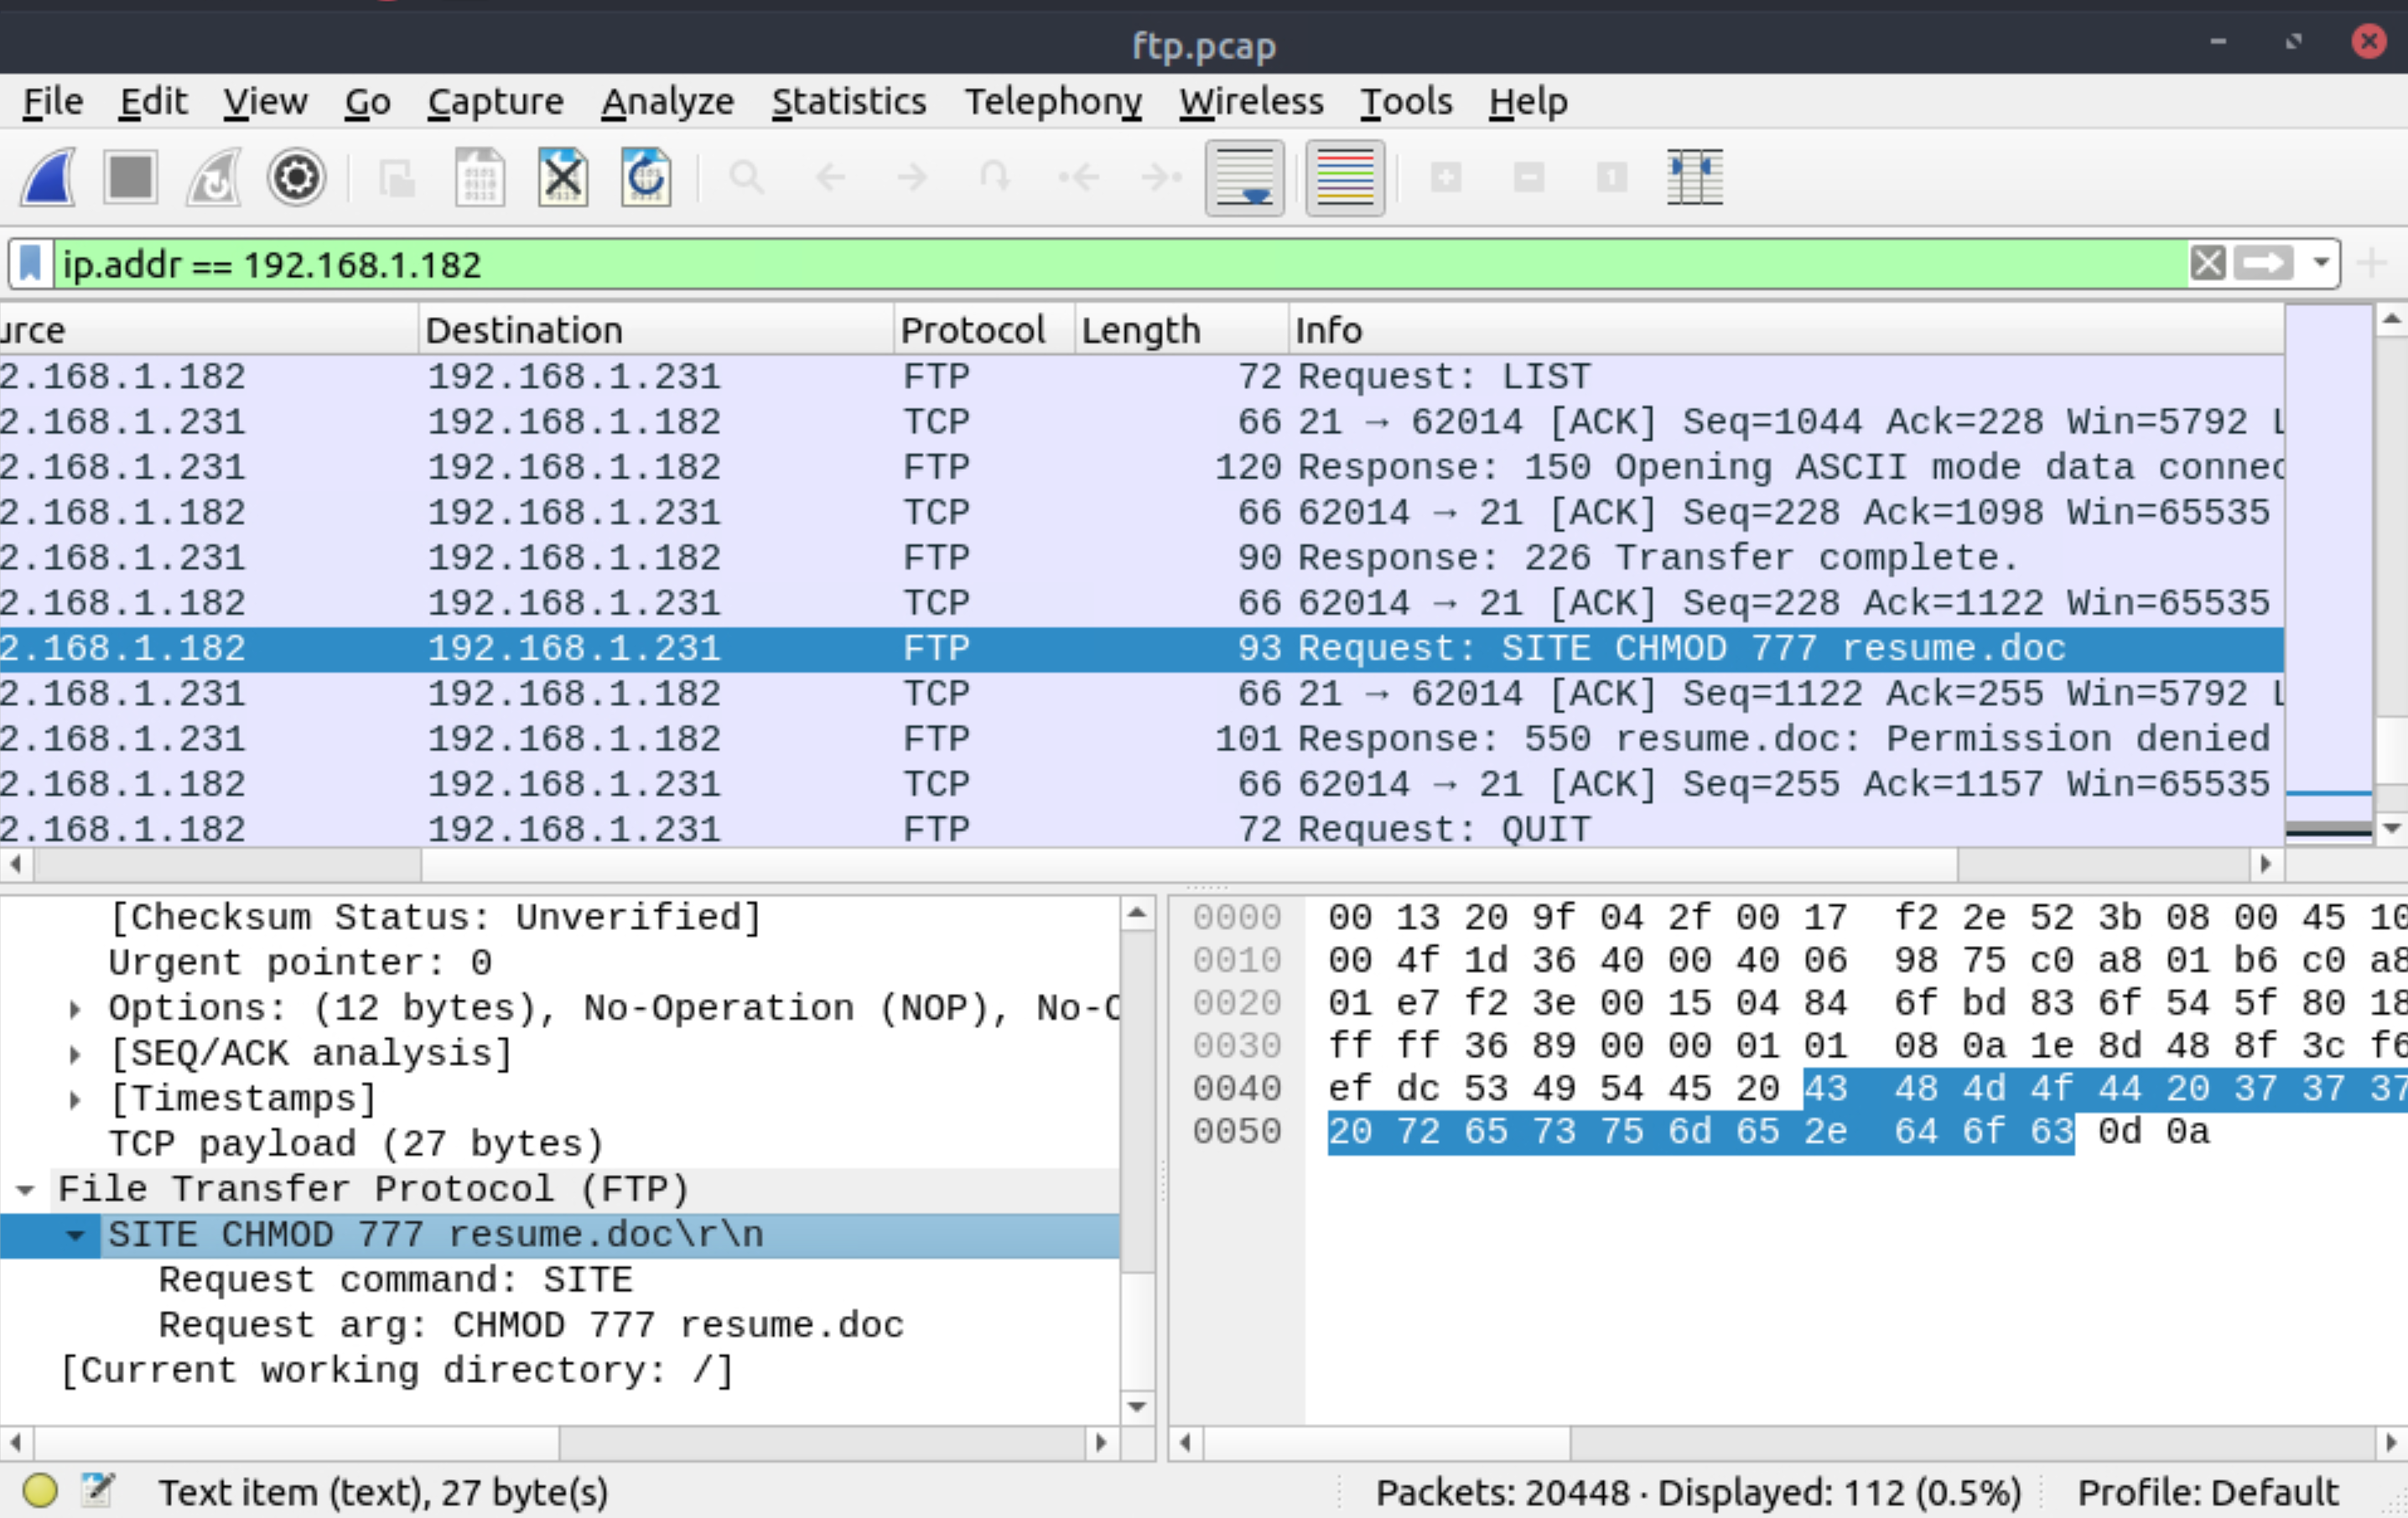 ftp.pcap
File Edit View Go Capture Analyze Statistics Telephony Wireless Tools Help
ip.addr == 192.168.1.182
urce Destination Protocol Length Info
2.168.1.182 192.168.1.231 FTP 72 Request: LIST
2.168.1.231 192.168.1.182 TCP 66 21 → 62014 [ACK] Seq=1044 Ack=228 Win=5792 L
2.168.1.231 192.168.1.182 FTP 120 Response: 150 Opening ASCII mode data connec
2.168.1.182 192.168.1.231 TCP 66 62014 → 21 [ACK] Seq=228 Ack=1098 Win=65535
2.168.1.231 192.168.1.182 FTP 90 Response: 226 Transfer complete.
2.168.1.182 192.168.1.231 TCP 66 62014 → 21 [ACK] Seq=228 Ack=1122 Win=65535
2.168.1.182 192.168.1.231 FTP 93 Request: SITE CHMOD 777 resume.doc
2.168.1.231 192.168.1.182 TCP 66 21 → 62014 [ACK] Seq=1122 Ack=255 Win=5792 L
2.168.1.231 192.168.1.182 FTP 101 Response: 550 resume.doc: Permission denied
2.168.1.182 192.168.1.231 TCP 66 62014 → 21 [ACK] Seq=255 Ack=1157 Win=65535
2.168.1.182 192.168.1.231 FTP 72 Request: QUIT
[Checksum Status: Unverified]
Urgent pointer: 0
Options: (12 bytes), No-Operation (NOP), No-O
[SEQ/ACK analysis]
[Timestamps]
TCP payload (27 bytes)
File Transfer Protocol (FTP)
SITE CHMOD 777 resume.doc\r\n
Request command: SITE
Request arg: CHMOD 777 resume.doc
[Current working directory: /]
0000 00 13 20 9f 04 2f 00 17 f2 2e 52 3b 08 00 45 10
0010 00 4f 1d 36 40 00 40 06 98 75 c0 a8 01 b6 c0 a8
0020 01 e7 f2 3e 00 15 04 84 6f bd 83 6f 54 5f 80 18
0030 ff ff 36 89 00 00 01 01 08 0a 1e 8d 48 8f 3c f6
0040 ef dc 53 49 54 45 20 43 48 4d 4f 44 20 37 37 37
0050 20 72 65 73 75 6d 65 2e 64 6f 63 0d 0a
Text item (text), 27 byte(s)
Packets: 20448 · Displayed: 112 (0.5%)
Profile: Default